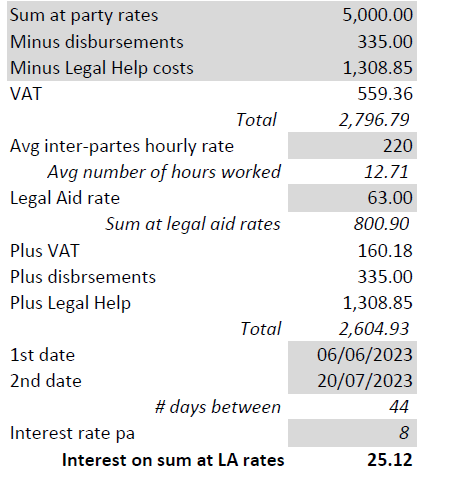 Sum at party rates 5,000.00
Minus disbursements 335.00
Minus Legal Help costs 1,308.85
VAT 559.36
Total 2,796.79
Avg inter-partes hourly rate 220
Avg number of hours worked 12.71
Legal Aid rate 63.00
Sum at legal aid rates 800.90
Plus VAT 160.18
Plus disbrsements 335.00
Plus Legal Help 1,308.85
Total 2,604.93
1st date 06/06/2023
2nd date 20/07/2023
# days between 44
Interest rate pa 8
Interest on sum at LA rates 25.12